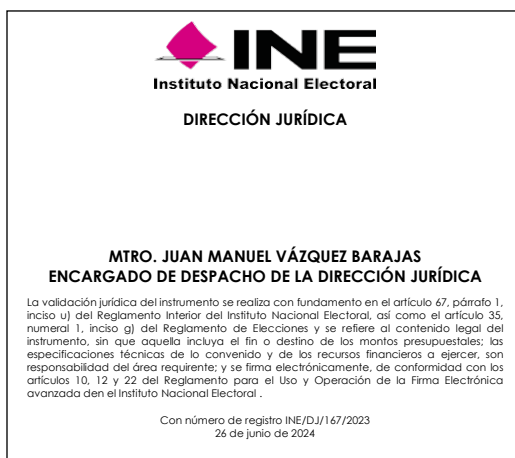 INE
Instituto Nacional Electoral
DIRECCIÓN JURÍDICA
MTRO. JUAN MANUEL VÁZQUEZ BARAJAS
ENCARGADO DE DESPACHO DE LA DIRECCIÓN JURÍDICA
La validación jurídica del instrumento se realiza con fundamento en el artículo 67, párrafo 1,
inciso u) del Reglamento Interior del Instituto Nacional Electoral, así como el artículo 35,
numeral 1, inciso g) del Reglamento de Elecciones y se refiere al contenido legal del
instrumento, sin que aquella incluya el fin o destino de los montos presupuestales; las
especificaciones técnicas de lo convenido y de los recursos financieros a ejercer, son
responsabilidad del área requirente; y se firma electrónicamente, de conformidad con los
artículos 10, 12 y 22 del Reglamento para el Uso y Operación de la Firma Electrónica
avanzada den el Instituto Nacional Electoral .
Con número de registro INE/DJ/167/2023
26 de junio de 2024